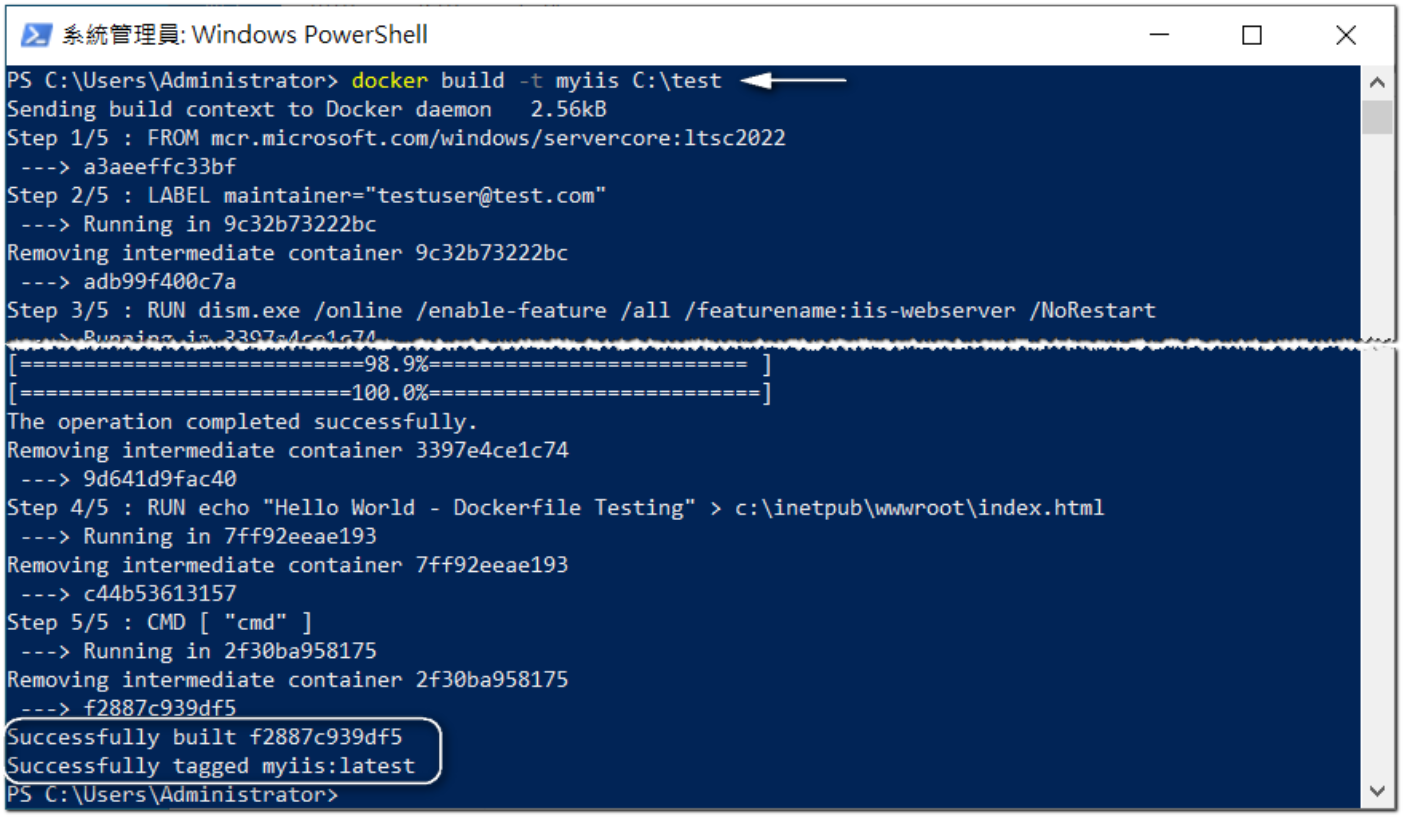 系統管理員: Windows PowerShell
PS C:\Users\Administrator> docker build -t myiis C:\test
Sending build context to Docker daemon   2.56kB
Step 1/5 : FROM mcr.microsoft.com/windows/servercore:ltsc2022
 ---> a3aeeffc33bf
Step 2/5 : LABEL maintainer="testuser@test.com"
 ---> Running in 9c32b73222bc
Removing intermediate container 9c32b73222bc
 ---> adb99f400c7a
Step 3/5 : RUN dism.exe /online /enable-feature /all /featurename:iis-webserver /NoRestart
 ---> Running in 3397e4ce1c74
[===========================98.9%========================= ]
[==========================100.0%==========================]
The operation completed successfully.
Removing intermediate container 3397e4ce1c74
 ---> 9d641d9fac40
Step 4/5 : RUN echo "Hello World - Dockerfile Testing" > c:\inetpub\wwwroot\index.html
 ---> Running in 7ff92eeae193
Removing intermediate container 7ff92eeae193
 ---> c44b53613157
Step 5/5 : CMD [ "cmd" ]
 ---> Running in 2f30ba958175
Removing intermediate container 2f30ba958175
 ---> f2887c939df5
Successfully built f2887c939df5
Successfully tagged myiis:latest
PS C:\Users\Administrator>